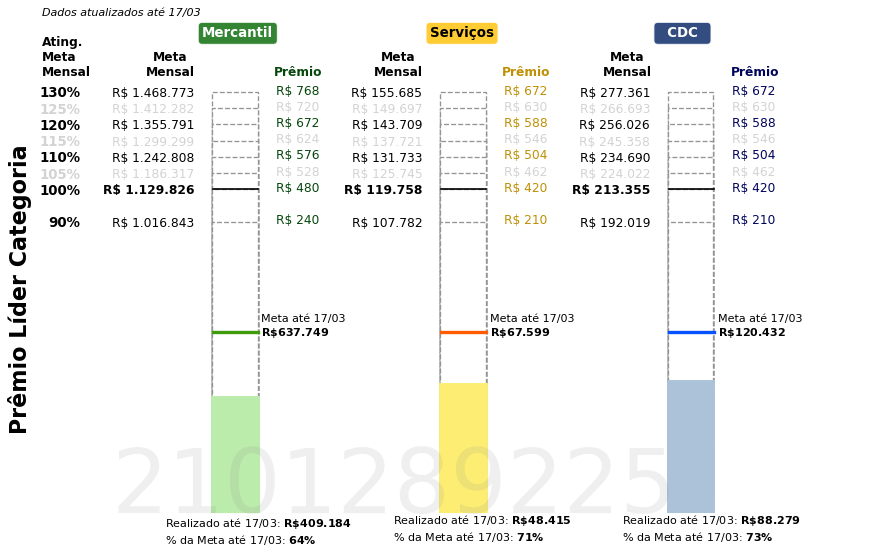 Dados atualizados até 17/03
Mercantil Serviços CDC
Ating. Meta Mensal
Meta Mensal Prêmio Meta Mensal Prêmio Meta Mensal Prêmio
130% R$ 1.468.773 R$ 768 R$ 155.685 R$ 672 R$ 277.361 R$ 672
125% R$ 1.412.282 R$ 720 R$ 149.697 R$ 630 R$ 266.693 R$ 630
120% R$ 1.355.791 R$ 672 R$ 143.709 R$ 588 R$ 256.026 R$ 588
115% R$ 1.299.299 R$ 624 R$ 137.721 R$ 546 R$ 245.358 R$ 546
110% R$ 1.242.808 R$ 576 R$ 131.733 R$ 504 R$ 234.690 R$ 504
105% R$ 1.186.317 R$ 528 R$ 125.745 R$ 462 R$ 224.022 R$ 462
100% R$ 1.129.826 R$ 480 R$ 119.758 R$ 420 R$ 213.355 R$ 420
90% R$ 1.016.843 R$ 240 R$ 107.782 R$ 210 R$ 192.019 R$ 210
Prêmio Líder Categoria
Meta até 17/03 Meta até 17/03 Meta até 17/03
R$637.749 R$67.599 R$120.432
2101289225
Realizado até 17/03: R$409.184 Realizado até 17/03: R$48.415 Realizado até 17/03: R$88.279
% da Meta até 17/03: 64% % da Meta até 17/03: 71% % da Meta até 17/03: 73%